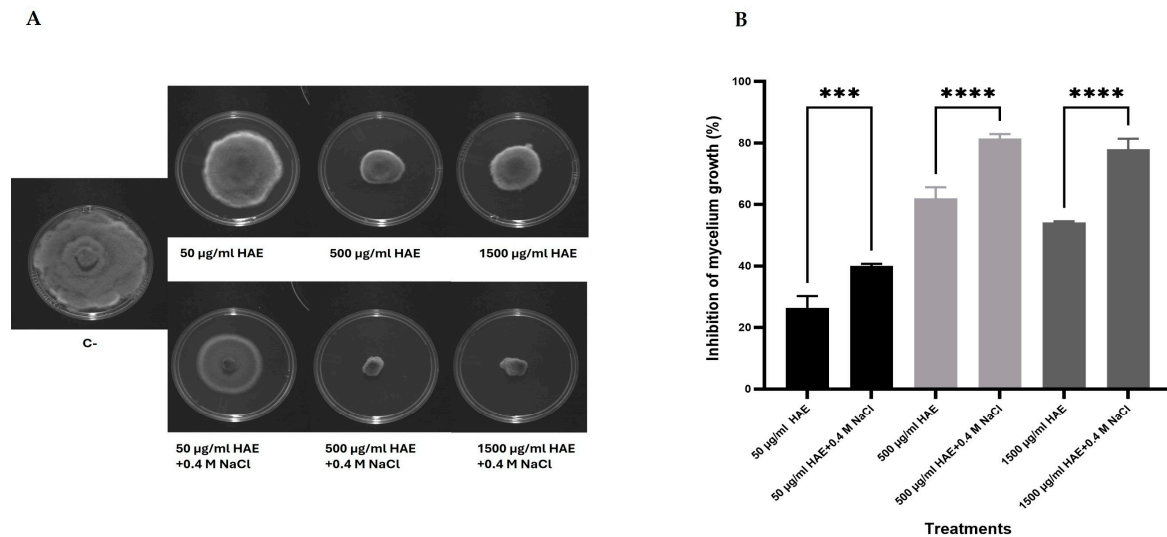 A
50 µg/ml HAE
500 µg/ml HAE
1500 µg/ml HAE
C-
50 µg/ml HAE
+0.4 M NaCl
500 µg/ml HAE
+0.4 M NaCl
1500 µg/ml HAE
+0.4 M NaCl
B
Inhibition of mycelium growth (%)
100
80
60
40
20
0
***
****
****
50 µg/ml HAE
50 µg/ml HAE+0.4 M NaCl
500 µg/ml HAE
500 µg/ml HAE+0.4 M NaCl
1500 µg/ml HAE
1500 µg/ml HAE+0.4 M NaCl
Treatments